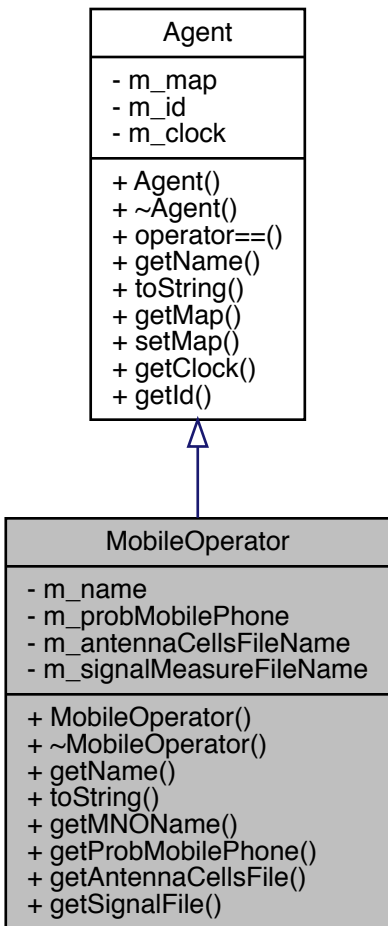 Agent
- m_map
- m_id
- m_clock
+ Agent()
+ ~Agent()
+ operator==()
+ getName()
+ toString()
+ getMap()
+ setMap()
+ getClock()
+ getId()
MobileOperator
- m_name
- m_probMobilePhone
- m_antennaCellsFileName
- m_signalMeasureFileName
+ MobileOperator()
+ ~MobileOperator()
+ getName()
+ toString()
+ getMNOName()
+ getProbMobilePhone()
+ getAntennaCellsFile()
+ getSignalFile()